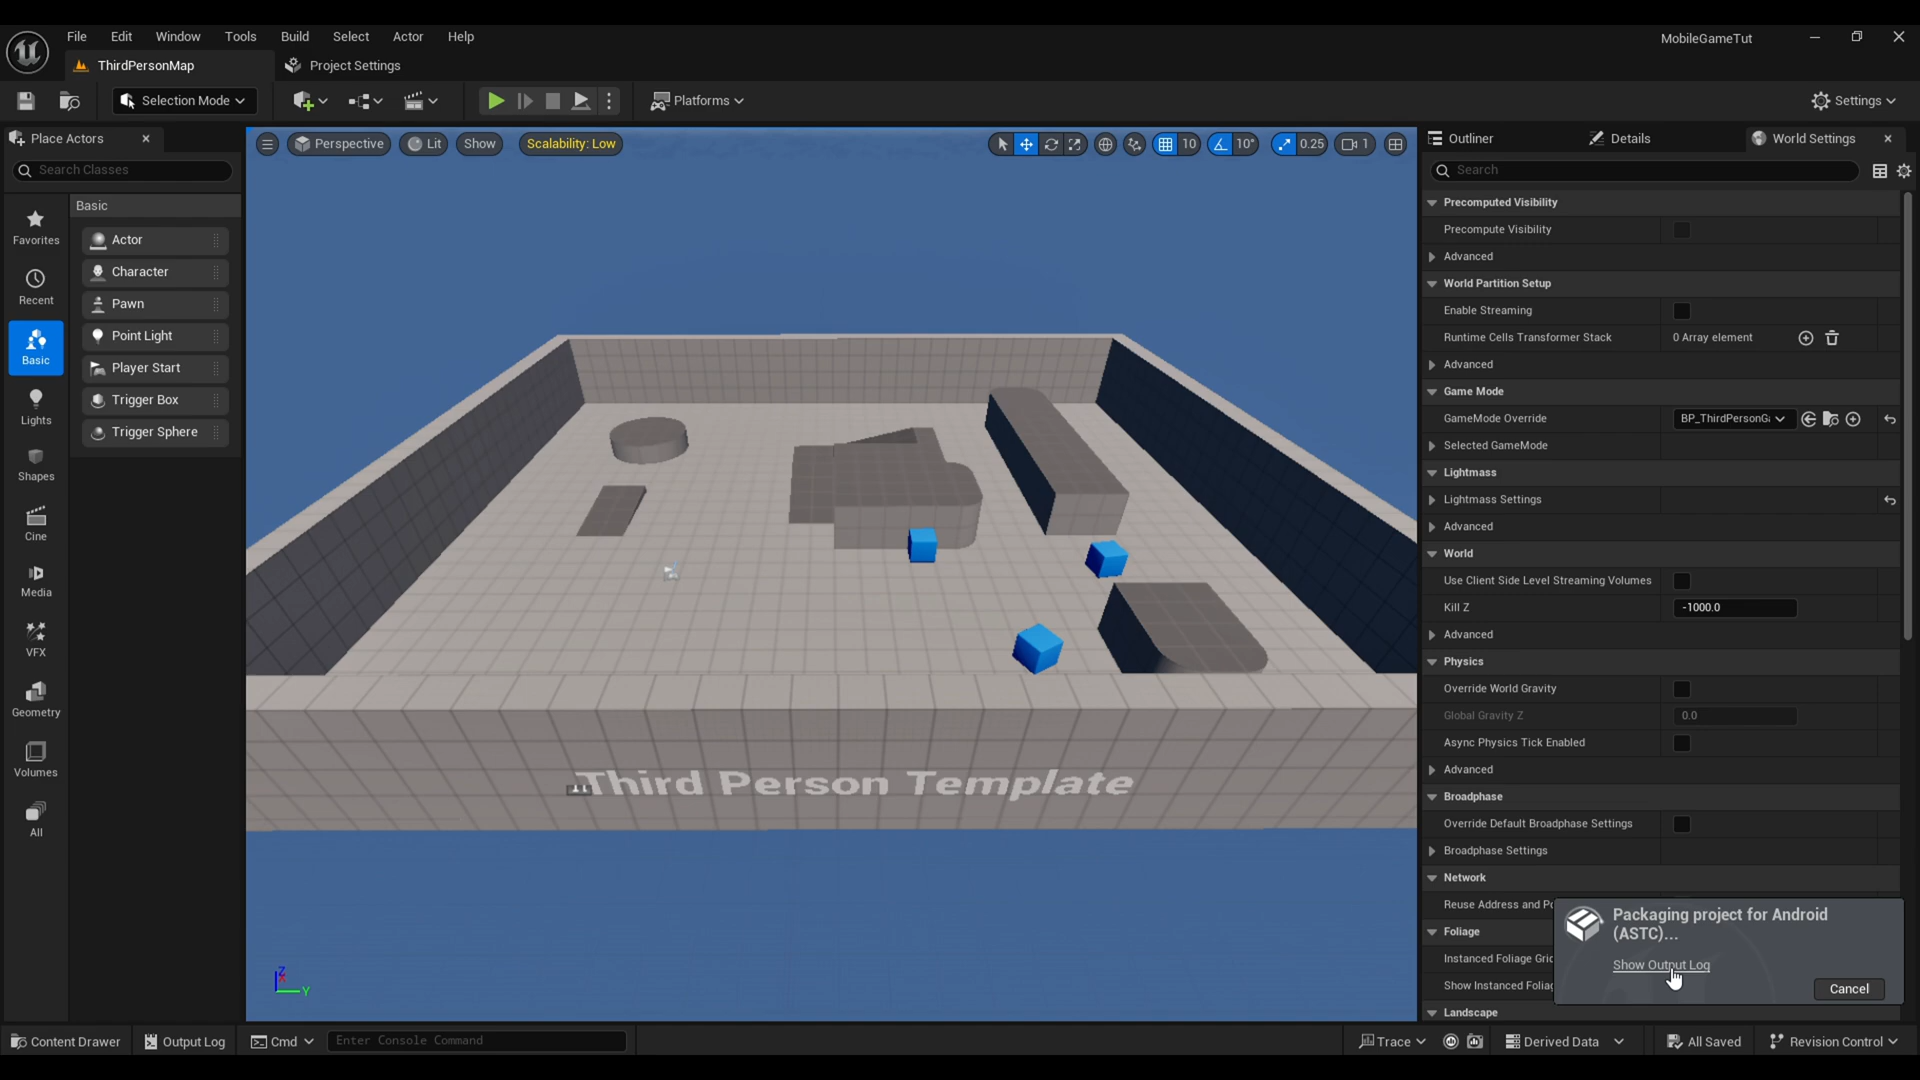 File Edit Window Tools Build Select Actor Help
MobileGameTut
ThirdPersonMap
Project Settings
Selection Mode
Platforms
Settings
Place Actors
Search Classes
Favorites
Recent
Basic
Lights
Shapes
Cine
Media
VFX
Geometry
Volumes
All
Basic
Actor
Character
Pawn
Point Light
Player Start
Trigger Box
Trigger Sphere
Perspective Lit Show Scalability: Low
10 10° 0.25 1
Third Person Template
Z
Y
Outliner Details World Settings
Search
Precomputed Visibility
Precompute Visibility
Advanced
World Partition Setup
Enable Streaming
Runtime Cells Transformer Stack 0 Array element
Advanced
Game Mode
GameMode Override BP_ThirdPersonGa
Selected GameMode
Lightmass
Lightmass Settings
Advanced
World
Use Client Side Level Streaming Volumes
Kill Z -1000.0
Advanced
Physics
Override World Gravity
Global Gravity Z 0.0
Async Physics Tick Enabled
Advanced
Broadphase
Override Default Broadphase Settings
Broadphase Settings
Network
Reuse Address and Po
Foliage
Instanced Foliage Gric
Show Instanced Foliag
Landscape
Packaging project for Android
(ASTC)...
Show Output Log
Cancel
Content Drawer Output Log Cmd Enter Console Command
Trace Derived Data All Saved Revision Control